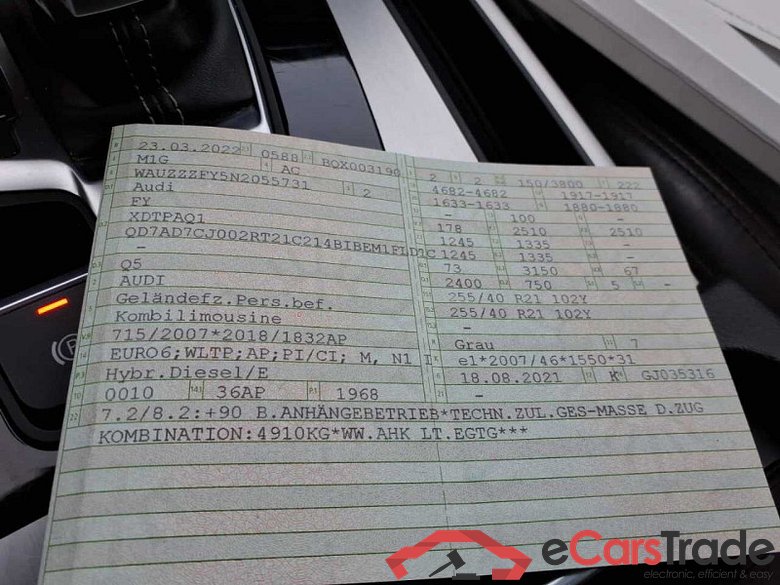 23.03.2022 0588 BQX003190
M1G AC
WAUZZZFY5N2055731 2
Audi
FY
XDTPAQ1
QD7AD7CJ002RT21C214BIBEM1FLD1C
-
Q5
AUDI
Geländefz.Pers.bef.
Kombilimousine
715/2007*2018/1832AP
EURO6;WLTP;AP;PI/CI; M, N1 I
Hybr.Diesel/E
0010 36AP 1968
2 2 150/3800 222
4682-4682 1917-1917
1633-1633 1880-1880
- 100 -
178 2510 2510
1245 1335 -
1245 1335 -
73 3150 67
2400 750 5 -
255/40 R21 102Y
255/40 R21 102Y
-
Grau 7
e1*2007/46*1550*31
18.08.2021 K GJ035316
-
7.2/8.2:+90 B.ANHÄNGEBETRIEB*TECHN.ZUL.GES-MASSE D.ZUG
KOMBINATION:4910KG*WW.AHK LT.EGTG***
eCarsTrade
electronic, efficient & easy